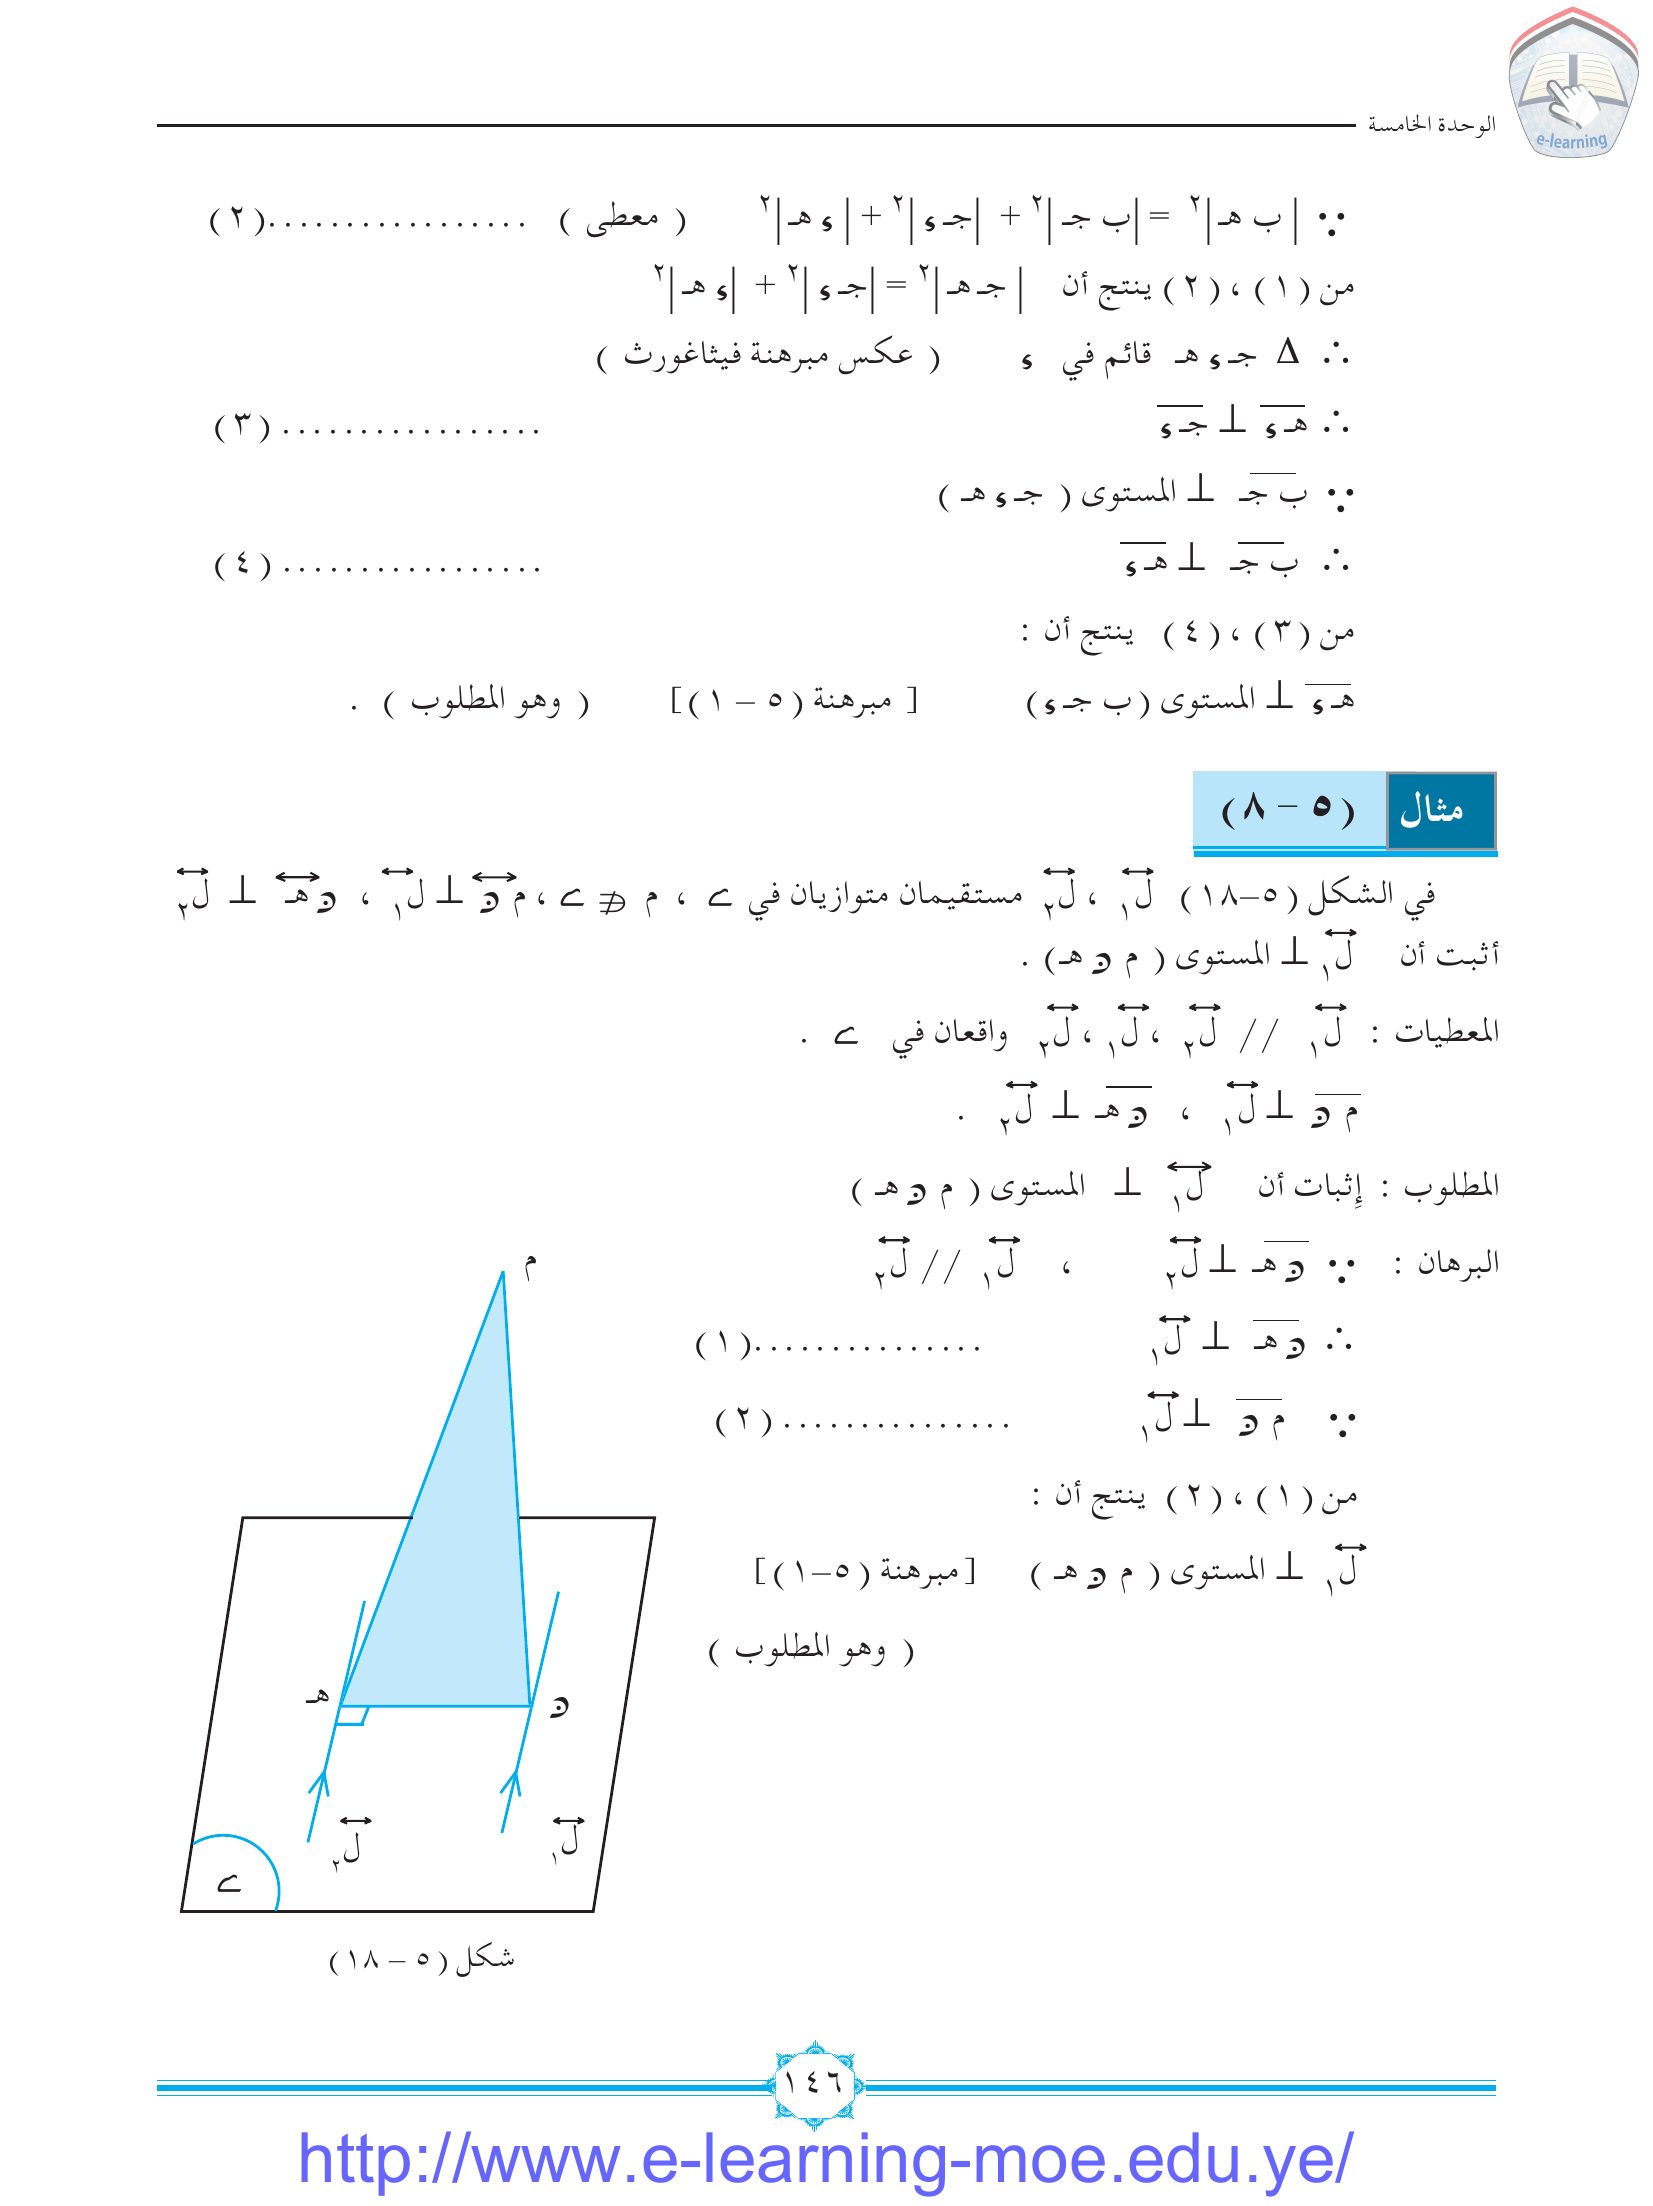 الوحدة الخامسة
e-learning
∵ | ب هـ |٢ = | ب جـ |٢ + | جـ ء |٢ + | ء هـ |٢ ( معطى ) .................(٢)
من (١) ، (٢) ينتج أن | جـ هـ |٢ = | جـ ء |٢ + | ء هـ |٢
∴ Δ جـ ء هـ قائم في ء ( عكس مبرهنة فيثاغورث )
∴ هـ ء ⊥ جـ ء ................. (٣)
∵ ب جـ ⊥ المستوى ( جـ ء هـ )
∴ ب جـ ⊥ هـ ء ................. (٤)
من (٣) ، (٤) ينتج أن :
هـ ء ⊥ المستوى (ب جـ ء) [ مبرهنة (٥ – ١)] ( وهو المطلوب ) .
مثال (٥ – ٨)
في الشكل (٥–١٨) ل١ ، ل٢ مستقيمان متوازيان في ے ، م ∌ ے ، م ﻭ ⊥ ل١ ، ﻭ هـ ⊥ ل٢
أثبت أن ل١ ⊥ المستوى ( م ﻭ هـ) .
المعطيات : ل١ // ل٢ ، ل١ ، ل٢ واقعان في ے .
م ﻭ ⊥ ل١ ، ﻭ هـ ⊥ ل٢ .
المطلوب : إثبات أن ل١ ⊥ المستوى ( م ﻭ هـ )
البرهان : ∵ ﻭ هـ ⊥ ل٢ ، ل١ // ل٢
∴ ﻭ هـ ⊥ ل١ ...............(١)
∵ م ﻭ ⊥ ل١ ............... (٢)
من (١) ، (٢) ينتج أن :
ل١ ⊥ المستوى ( م ﻭ هـ ) [ مبرهنة (٥–١)]
( وهو المطلوب )
م
هـ
ﻭ
ل٢
ل١
ے
شكل (٥ – ١٨)
١٤٦
http://www.e-learning-moe.edu.ye/